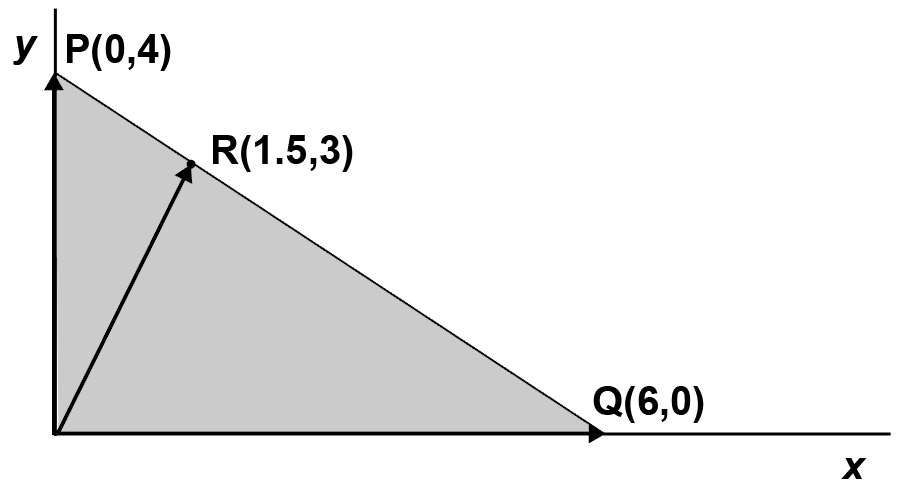 y
P(0,4)
R(1.5,3)
Q(6,0)
x